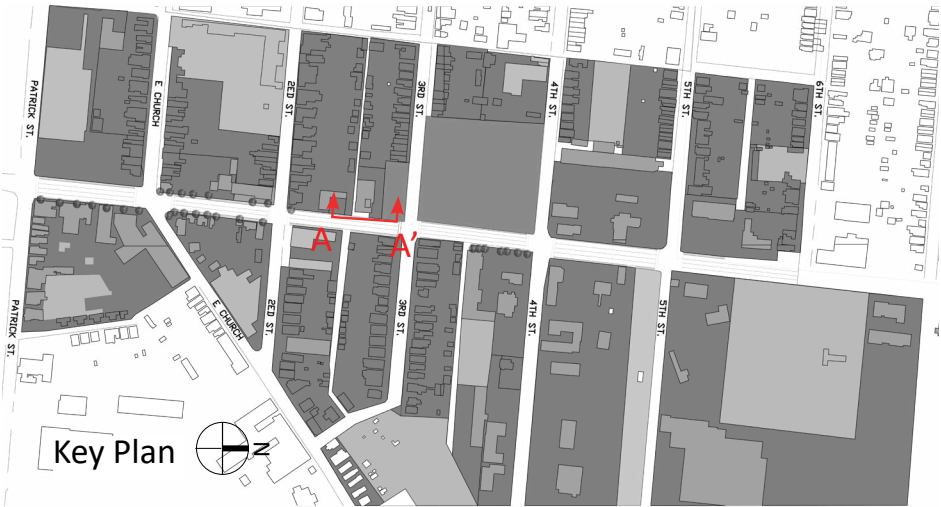 PATRICK ST.
E CHURCH
2ED ST.
3RD ST.
4TH ST.
5TH ST.
6TH ST.
A
A'
PATRICK ST.
E CHURCH
2ED ST.
3RD ST.
4TH ST.
5TH ST.
Key Plan
N